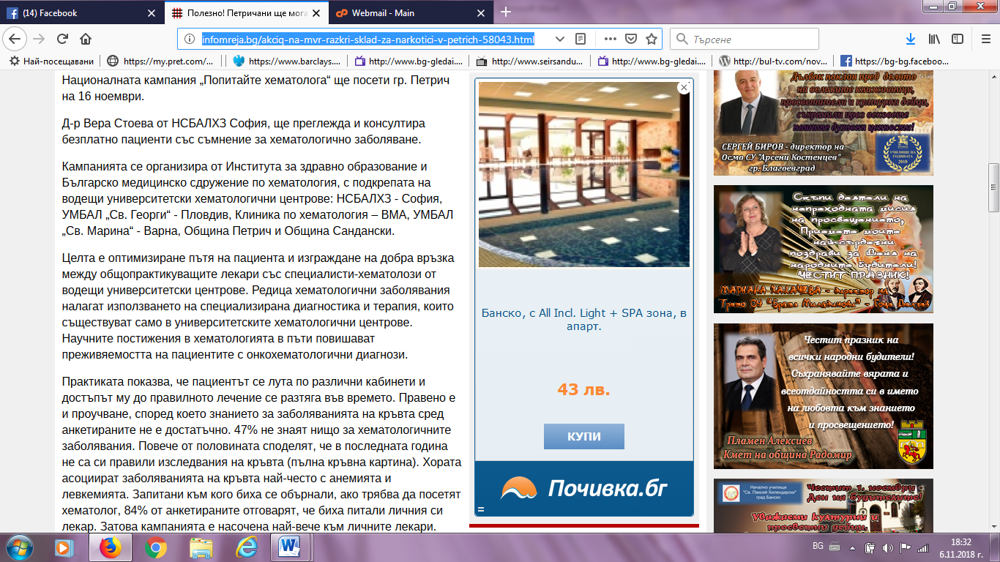 (14) Facebook
Полезно! Петричани ще мога
Webmail - Main
infomreja.bg/akciq-na-mvr-razkri-sklad-za-narkotici-v-petrich-58043.html
Търсене
Най-посещавани
https://my.pret.com/...
https://www.barclays....
http://www.bg-gledai....
http://www.seirsandu...
http://www.bg-gledai....
http://bul-tv.com/nov...
https://bg-bg.faceboo...
Националната кампания „Попитайте хематолога“ ще посети гр. Петрич
на 16 ноември.
Д-р Вера Стоева от НСБАЛХЗ София, ще преглежда и консултира
безплатно пациенти със съмнение за хематологично заболяване.
Кампанията се организира от Института за здравно образование и
Българско медицинско сдружение по хематология, с подкрепата на
водещи университетски хематологични центрове: НСБАЛХЗ - София,
УМБАЛ „Св. Георги“ - Пловдив, Клиника по хематология – ВМА, УМБАЛ
„Св. Марина“ - Варна, Община Петрич и Община Сандански.
Целта е оптимизиране пътя на пациента и изграждане на добра връзка
между общопрактикуващите лекари със специалисти-хематолози от
водещи университетски центрове. Редица хематологични заболявания
налагат използването на специализирана диагностика и терапия, които
съществуват само в университетските хематологични центрове.
Научните постижения в хематологията в пъти повишават
преживяемостта на пациентите с онкохематологични диагнози.
Практиката показва, че пациентът се лута по различни кабинети и
достъпът му до правилното лечение се разтяга във времето. Правено е
и проучване, според което знанието за заболяванията на кръвта сред
анкетираните не е достатъчно. 47% не знаят нищо за хематологичните
заболявания. Повече от половината споделят, че в последната година
не са си правили изследвания на кръвта (пълна кръвна картина). Хората
асоциират заболяванията на кръвта най-често с анемията и
левкемията. Запитани към кого биха се обърнали, ако трябва да посетят
хематолог, 84% от анкетираните отговарят, че биха питали личния си
лекар. Затова кампанията е насочена най-вече към личните лекари.
Банско, с All Incl. Light + SPA зона, в
апарт.
43 лв.
КУПИ
Почивка.бг
Дълбок поклон пред делото
на великите книжовници,
просветители и културни дейци,
съхранили през вековете
нашите духовни ценности!
СЕРГЕЙ БИРОВ - директор на
Осмо СУ "Арсени Костенцев"
гр. Благоевград
УЧИЛИЩЕ НА
ГОДИНАТА
2018
Скъпи деятели на
непреходната мисия
на просвещението,
Приемете моите
най-сърдечни
поздрави за Деня на
народните будители!
ЧЕСТИТ ПРАЗНИК!
МАРИАНА ХАДЖИЕВА - директор на
Трето ОУ "Братя Миладинови" - Гоце Делчев
Честит празник на
всички народни будители!
Съхранявайте вярата и
всеотдайността си в името
на любовта към знанието
и просвещението!
Пламен Алексиев
Кмет на община Радомир
Начално училище
"Св. Паисий Хилендарски"
град Банско
Честит 1. ноември -
Ден на будителите!
Уважаеми културни и
просветни дейци,
BG
18:32
6.11.2018 г.